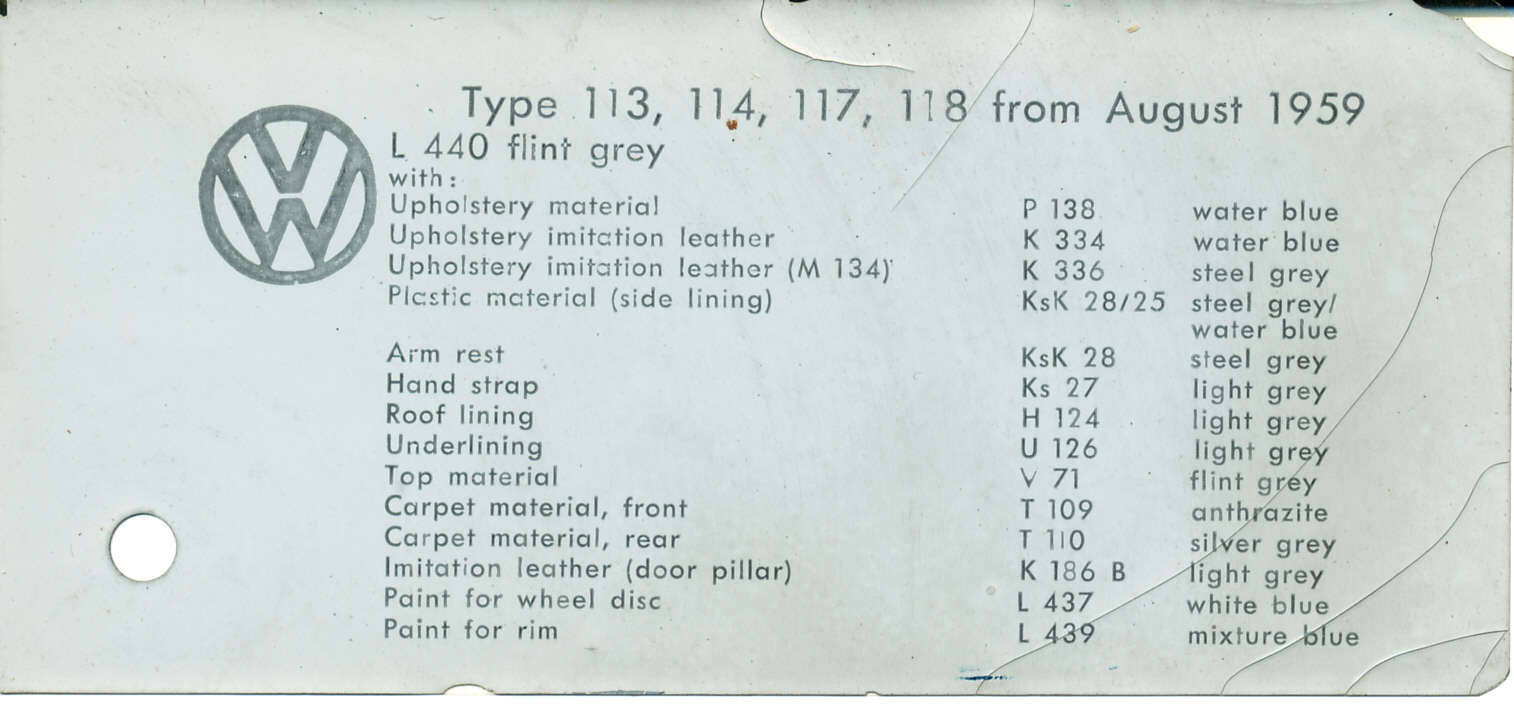 Type 113, 114, 117, 118 from August 1959
L 440 flint grey
with:
Upholstery material P 138 water blue
Upholstery imitation leather K 334 water blue
Upholstery imitation leather (M 134) K 336 steel grey
Plastic material (side lining) KsK 28/25 steel grey/
water blue
Arm rest KsK 28 steel grey
Hand strap Ks 27 light grey
Roof lining H 124 light grey
Underlining U 126 light grey
Top material V 71 flint grey
Carpet material, front T 109 anthrazite
Carpet material, rear T 110 silver grey
Imitation leather (door pillar) K 186 B light grey
Paint for wheel disc L 437 white blue
Paint for rim L 439 mixture blue